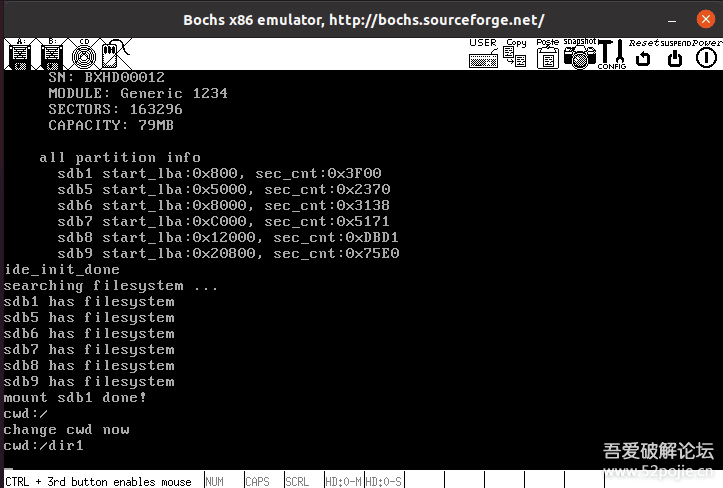 Bochs x86 emulator, http://bochs.sourceforge.net/
A: B: CD USER Copy Paste snapshot CONFIG Reset SUSPEND Power
SN: BXHD00012
MODULE: Generic 1234
SECTORS: 163296
CAPACITY: 79MB
all partition info
sdb1 start_lba:0x800, sec_cnt:0x3F00
sdb5 start_lba:0x5000, sec_cnt:0x2370
sdb6 start_lba:0x8000, sec_cnt:0x3138
sdb7 start_lba:0xC000, sec_cnt:0x5171
sdb8 start_lba:0x12000, sec_cnt:0xDBD1
sdb9 start_lba:0x20800, sec_cnt:0x75E0
ide_init_done
searching filesystem ...
sdb1 has filesystem
sdb5 has filesystem
sdb6 has filesystem
sdb7 has filesystem
sdb8 has filesystem
sdb9 has filesystem
mount sdb1 done!
cwd:/
change cwd now
cwd:/dir1
吾爱破解论坛
www.52pojie.cn
CTRL + 3rd button enables mouse NUM CAPS SCRL HD:0-M HD:0-S